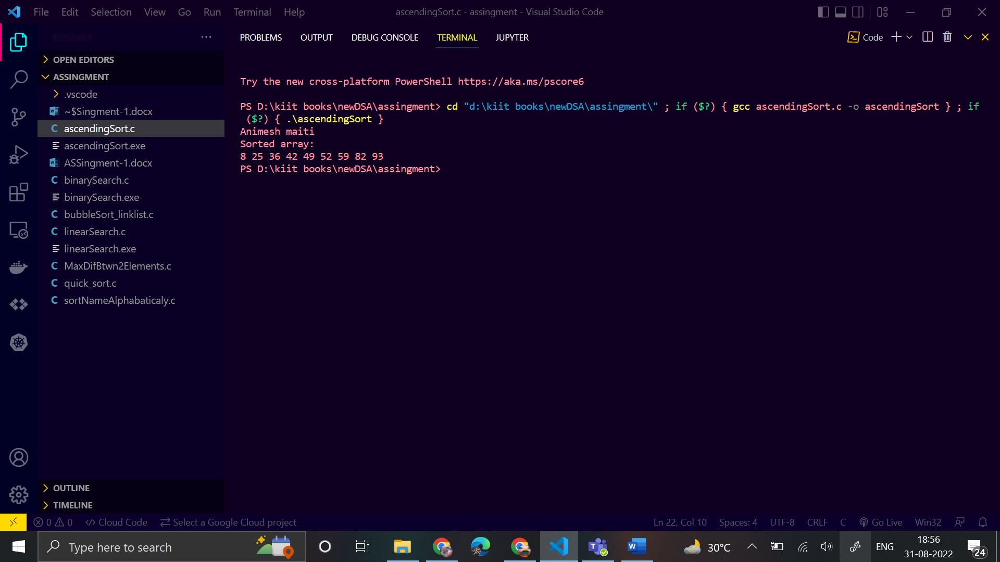 File Edit Selection View Go Run Terminal Help
ascendingSort.c - assingment - Visual Studio Code
EXPLORER
OPEN EDITORS
ASSINGMENT
.vscode
~$Singment-1.docx
ascendingSort.c
ascendingSort.exe
ASSingment-1.docx
binarySearch.c
binarySearch.exe
bubbleSort_linklist.c
linearSearch.c
linearSearch.exe
MaxDifBtwn2Elements.c
quick_sort.c
sortNameAlphabaticaly.c
OUTLINE
TIMELINE
PROBLEMS OUTPUT DEBUG CONSOLE TERMINAL JUPYTER
Code
Try the new cross-platform PowerShell https://aka.ms/pscore6
PS D:\kiit books\newDSA\assingment> cd "d:\kiit books\newDSA\assingment\" ; if ($?) { gcc ascendingSort.c -o ascendingSort } ; if
($?) { .\ascendingSort }
Animesh maiti
Sorted array:
8 25 36 42 49 52 59 82 93
PS D:\kiit books\newDSA\assingment>
0 0 Cloud Code Select a Google Cloud project
Ln 22, Col 10 Spaces: 4 UTF-8 CRLF C Go Live Win32
Type here to search
30°C
ENG
18:56
31-08-2022
24